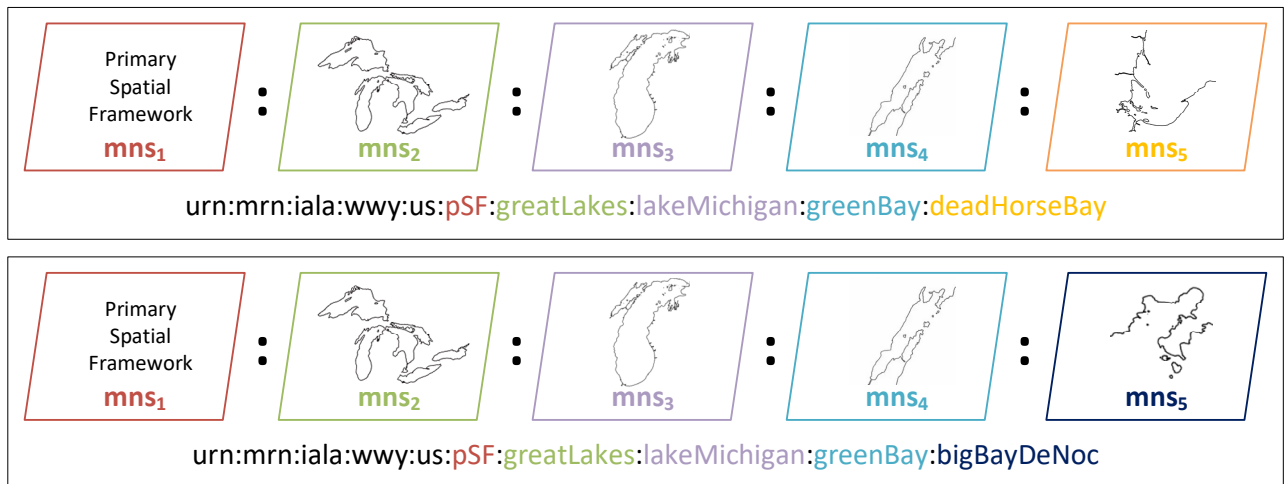 Primary
Spatial
Framework
mns₁ : mns₂ : mns₃ : mns₄ : mns₅
urn:mrn:iala:wwy:us:pSF:greatLakes:lakeMichigan:greenBay:deadHorseBay
Primary
Spatial
Framework
mns₁ : mns₂ : mns₃ : mns₄ : mns₅
urn:mrn:iala:wwy:us:pSF:greatLakes:lakeMichigan:greenBay:bigBayDeNoc